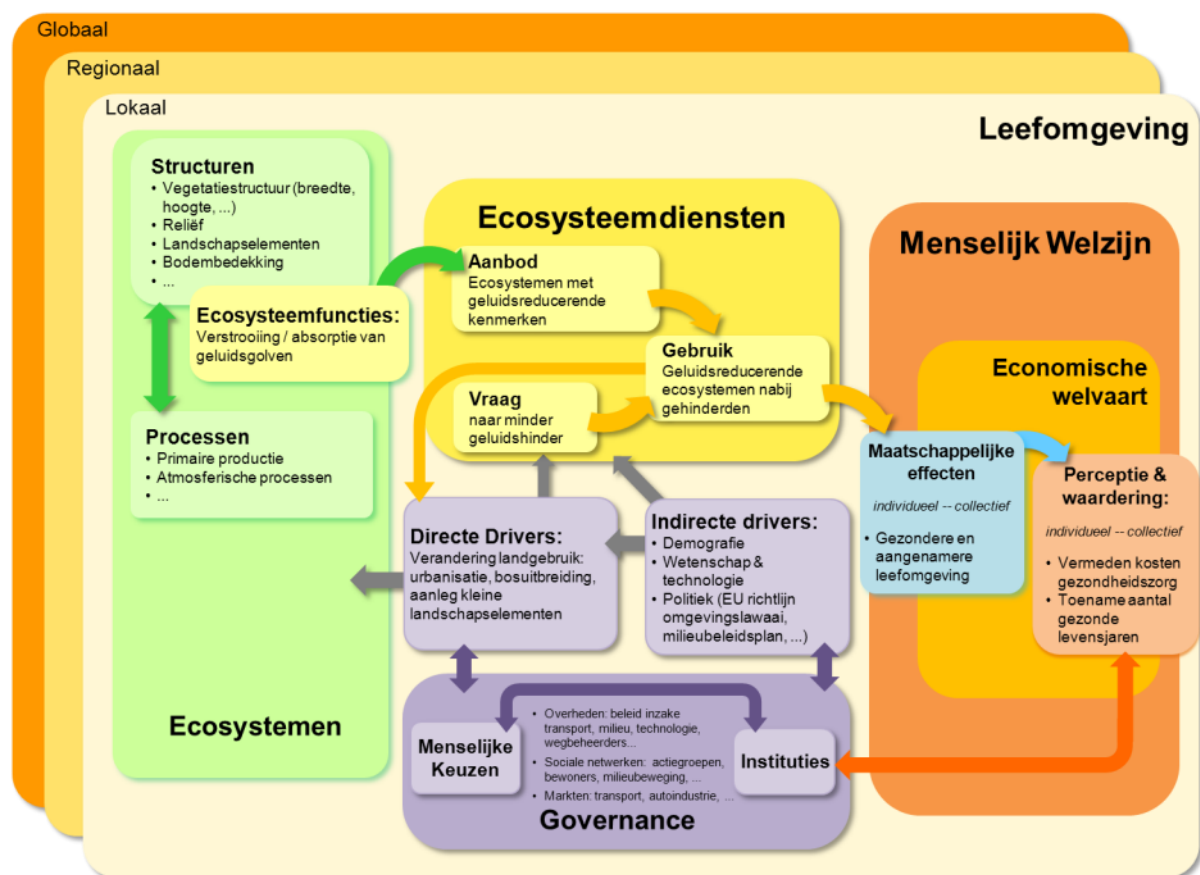 Globaal
Regionaal
Lokaal
Leefomgeving
Structuren
• Vegetatiestructuur (breedte,
hoogte, ...)
• Reliëf
• Landschapselementen
• Bodembedekking
• ...
Ecosysteemfuncties:
Verstrooiing / absorptie van
geluidsgolven
Processen
• Primaire productie
• Atmosferische processen
• ...
Ecosystemen
Ecosysteemdiensten
Aanbod
Ecosystemen met
geluidsreducerende
kenmerken
Gebruik
Geluidsreducerende
ecosystemen nabij
gehinderden
Vraag
naar minder
geluidshinder
Directe Drivers:
Verandering landgebruik:
urbanisatie, bosuitbreiding,
aanleg kleine
landschapselementen
Indirecte drivers:
• Demografie
• Wetenschap &
technologie
• Politiek (EU richtlijn
omgevingslawaai,
milieubeleidsplan, ...)
Menselijke
Keuzen
• Overheden: beleid inzake
transport, milieu, technologie,
wegbeheerders...
• Sociale netwerken: actiegroepen,
bewoners, milieubeweging, ...
• Markten: transport, autoindustrie, ...
Instituties
Governance
Menselijk Welzijn
Economische
welvaart
Maatschappelijke
effecten
individueel -- collectief
• Gezondere en
aangenamere
leefomgeving
Perceptie &
waardering:
individueel -- collectief
• Vermeden kosten
gezondheidszorg
• Toename aantal
gezonde
levensjaren